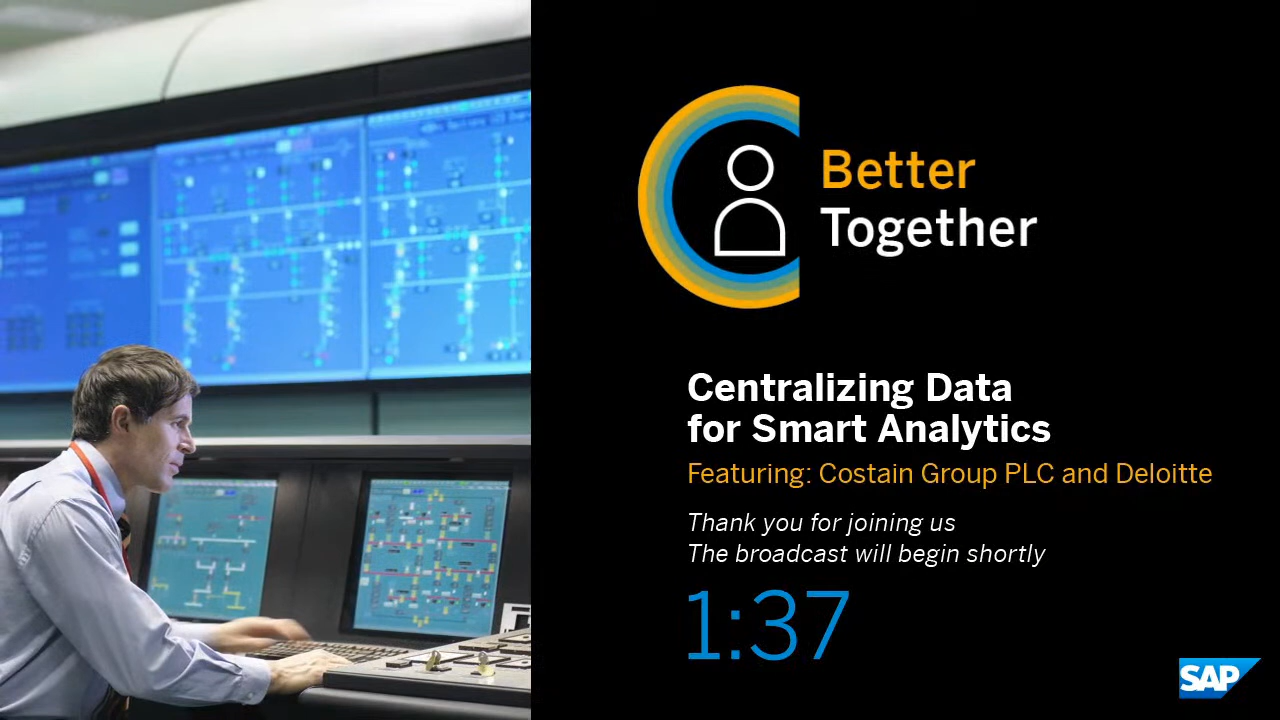 Better
Together
Centralizing Data
for Smart Analytics
Featuring: Costain Group PLC and Deloitte
Thank you for joining us
The broadcast will begin shortly
1:37
SAP